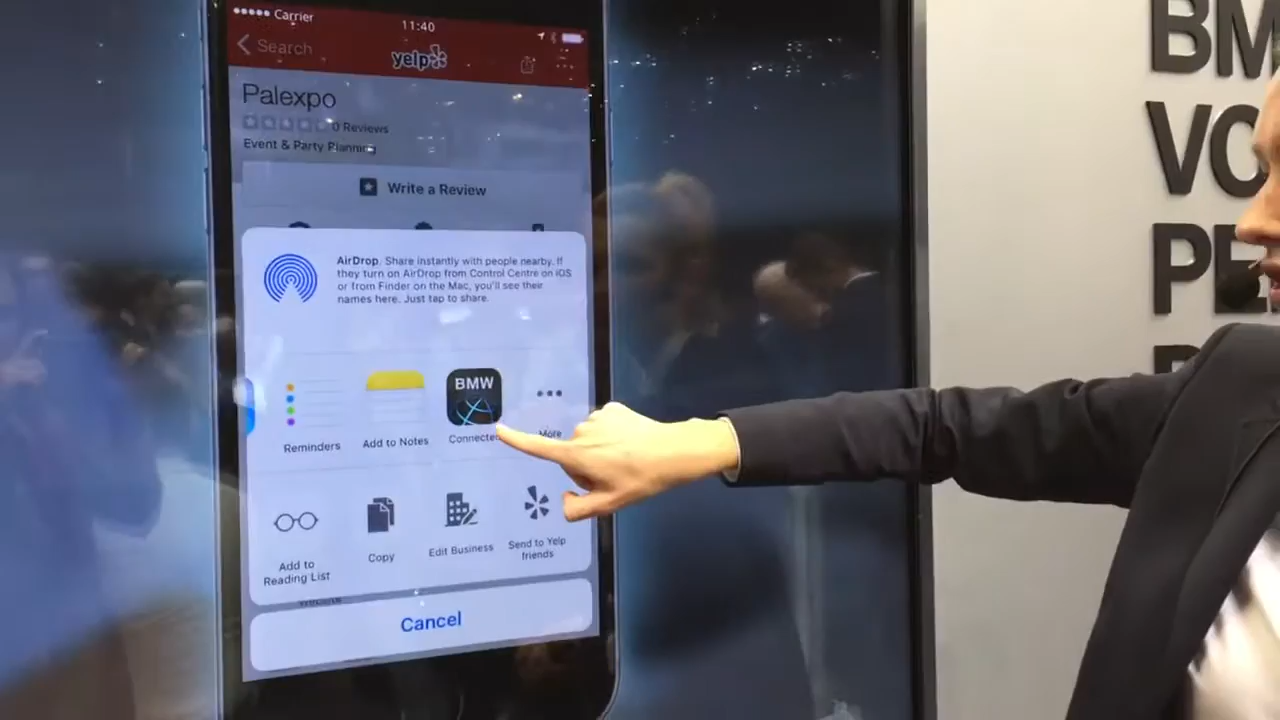 Carrier
11:40
Search
yelp
Palexpo
0 Reviews
Event & Party Planning
Write a Review
AirDrop. Share instantly with people nearby. If
they turn on AirDrop from Control Centre on iOS
or from Finder on the Mac, you'll see their
names here. Just tap to share.
BMW
Reminders
Add to Notes
Connected
More
Add to
Reading List
Copy
Edit Business
Send to Yelp
friends
Cancel
BM
VO
PE